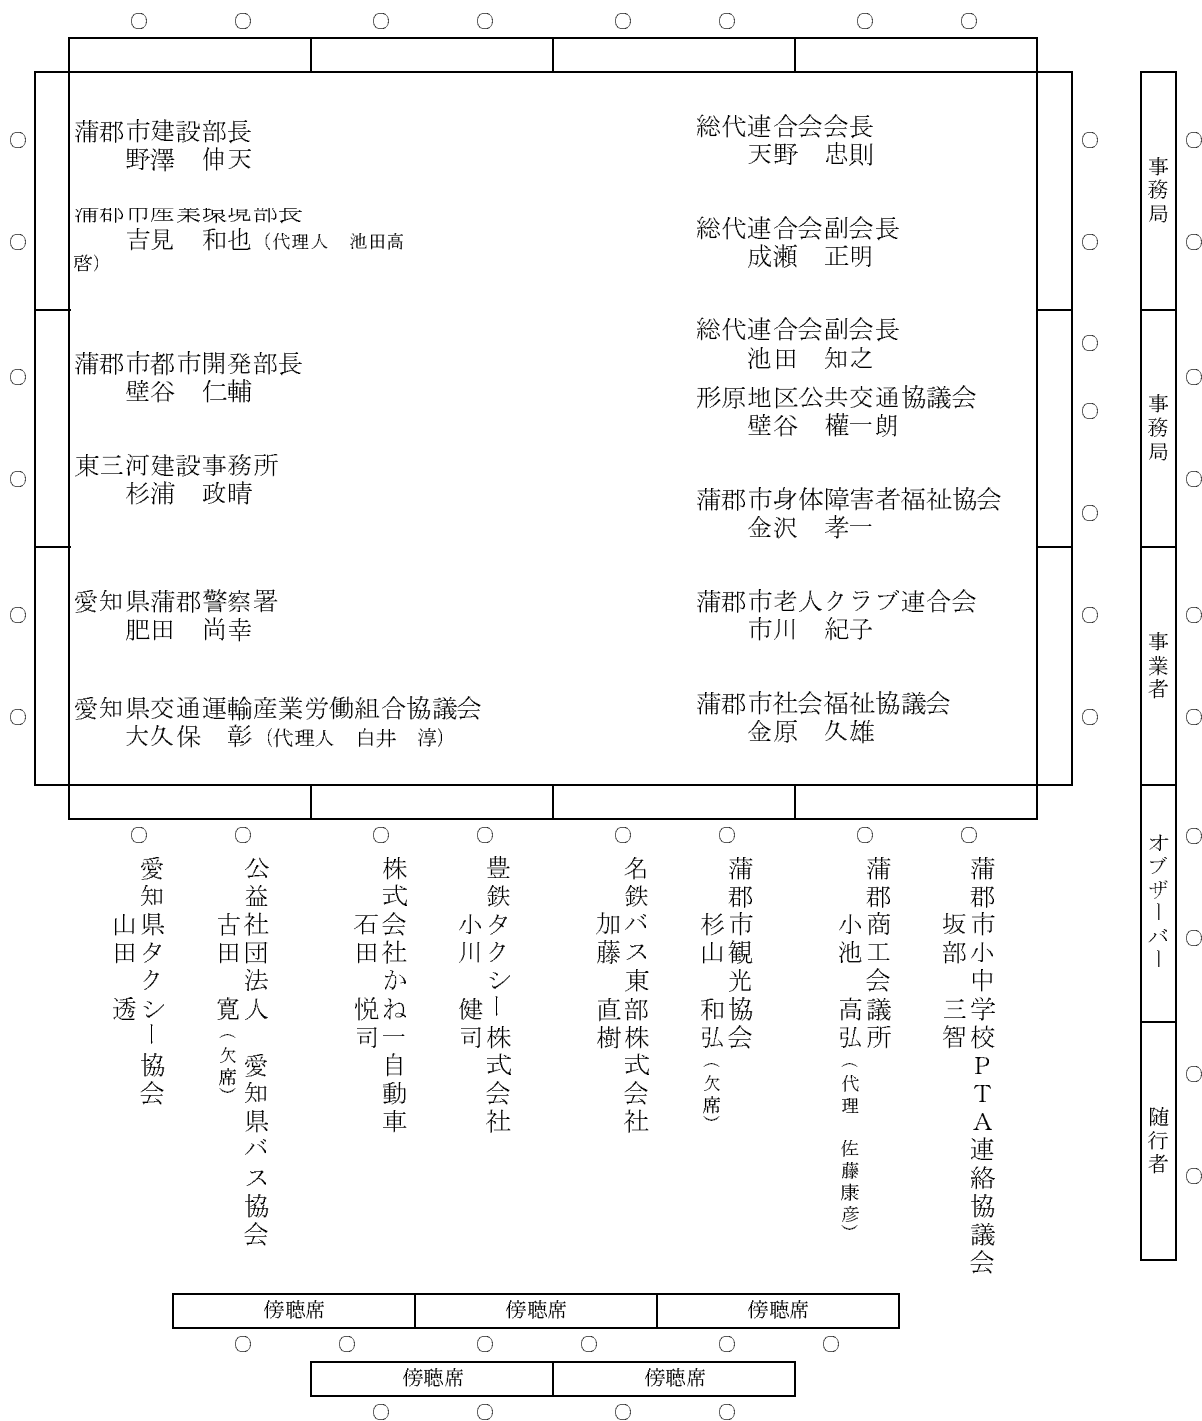 蒲郡市建設部長
野澤　伸天
蒲郡市産業環境部長
吉見　和也（代理人　池田高
啓）
蒲郡市都市開発部長
壁谷　仁輔
東三河建設事務所
杉浦　政晴
愛知県蒲郡警察署
肥田　尚幸
愛知県交通運輸産業労働組合協議会
大久保　彰（代理人　白井　淳）
総代連合会会長
天野　忠則
総代連合会副会長
成瀬　正明
総代連合会副会長
池田　知之
形原地区公共交通協議会
壁谷　權一朗
蒲郡市身体障害者福祉協会
金沢　孝一
蒲郡市老人クラブ連合会
市川　紀子
蒲郡市社会福祉協議会
金原　久雄
事務局
事務局
事業者
オブザーバー
随行者
蒲郡市小中学校ＰＴＡ連絡協議会
坂部　三智
蒲郡商工会議所
小池　高弘（代理　佐藤康彦）
蒲郡市観光協会
杉山　和弘（欠席）
名鉄バス東部株式会社
加藤　直樹
豊鉄タクシー株式会社
小川　健司
株式会社かね一自動車
石田　悦司
公益社団法人　愛知県バス協会
古田　寛（欠席）
愛知県タクシー協会
山田　透
傍聴席
傍聴席
傍聴席
傍聴席
傍聴席